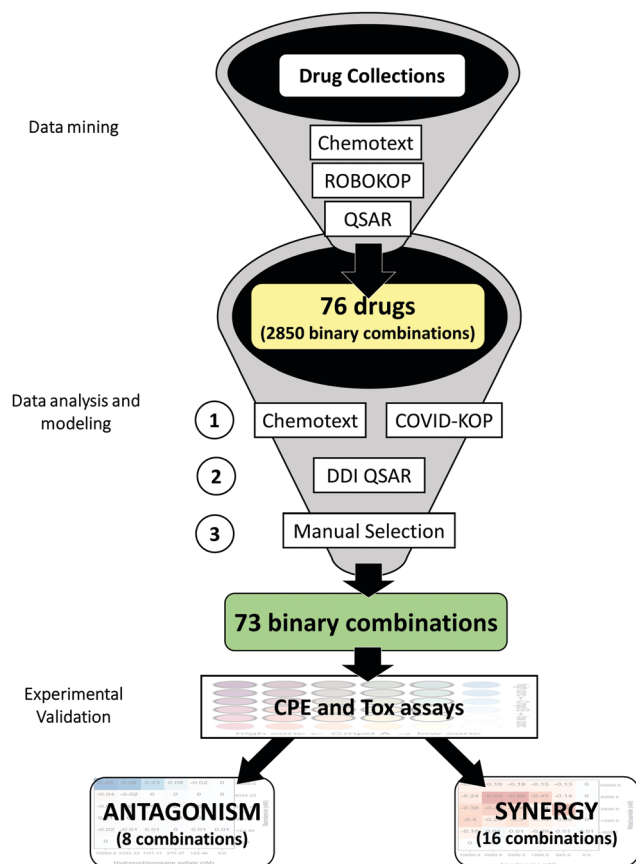 Drug Collections
Data mining
Chemotext
ROBOKOP
QSAR
76 drugs
(2850 binary combinations)
Data analysis and
modeling
1
Chemotext
COVID-KOP
2
DDI QSAR
3
Manual Selection
73 binary combinations
Experimental
Validation
CPE and Tox assays
ANTAGONISM
(8 combinations)
SYNERGY
(16 combinations)